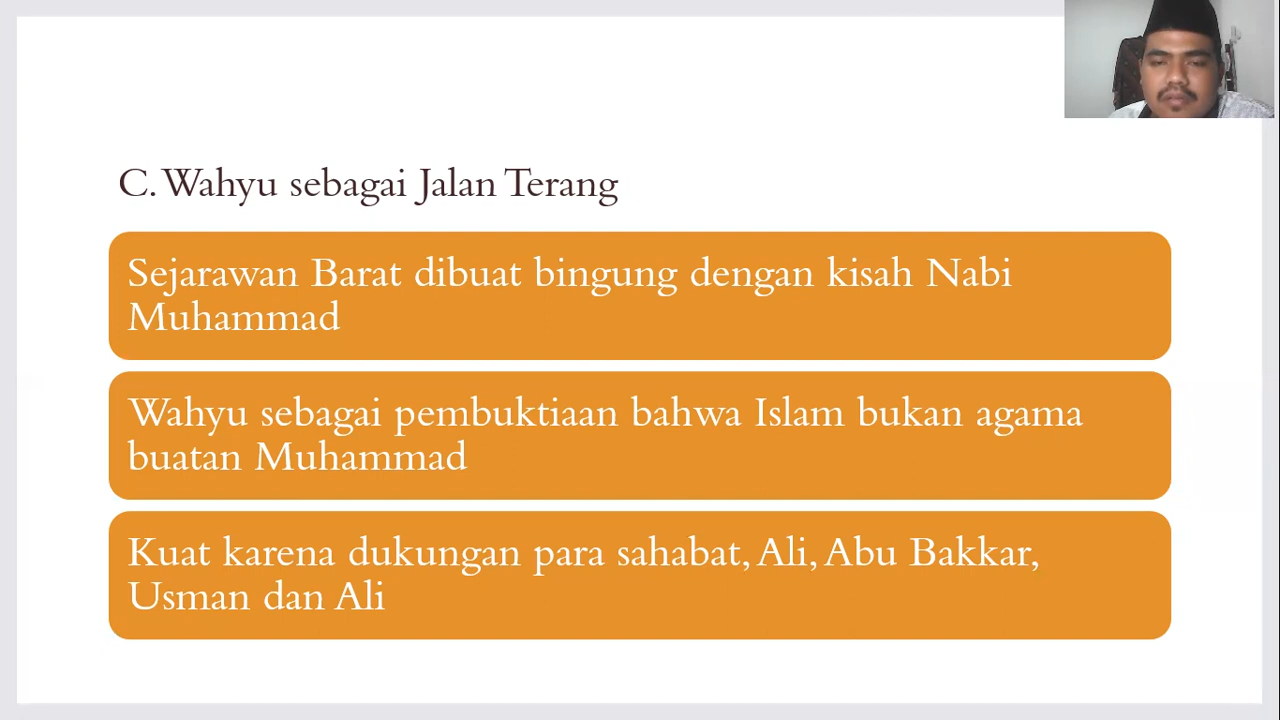 C. Wahyu sebagai Jalan Terang
Sejarawan Barat dibuat bingung dengan kisah Nabi
Muhammad
Wahyu sebagai pembuktiaan bahwa Islam bukan agama
buatan Muhammad
Kuat karena dukungan para sahabat, Ali, Abu Bakkar,
Usman dan Ali